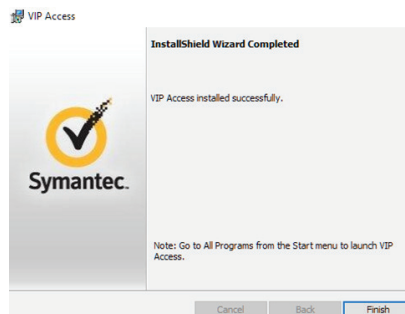 VIP Access
InstallShield Wizard Completed
VIP Access installed successfully.
Symantec.
Note: Go to All Programs from the Start menu to launch VIP
Access.
Cancel
Back
Finish